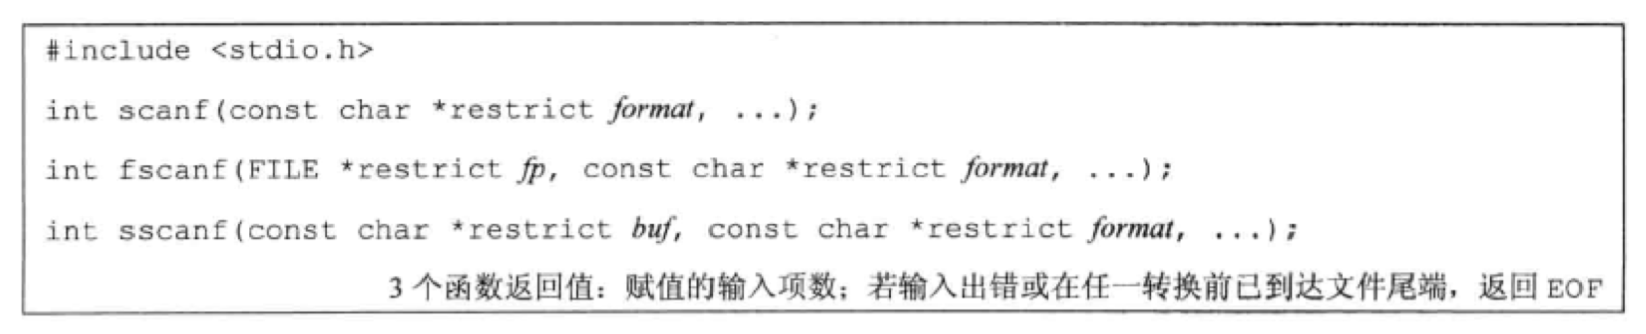 #include <stdio.h>
int scanf(const char *restrict format, ...);
int fscanf(FILE *restrict fp, const char *restrict format, ...);
int sscanf(const char *restrict buf, const char *restrict format, ...);
3 个函数返回值：赋值的输入项数；若输入出错或在任一转换前已到达文件尾端，返回 EOF